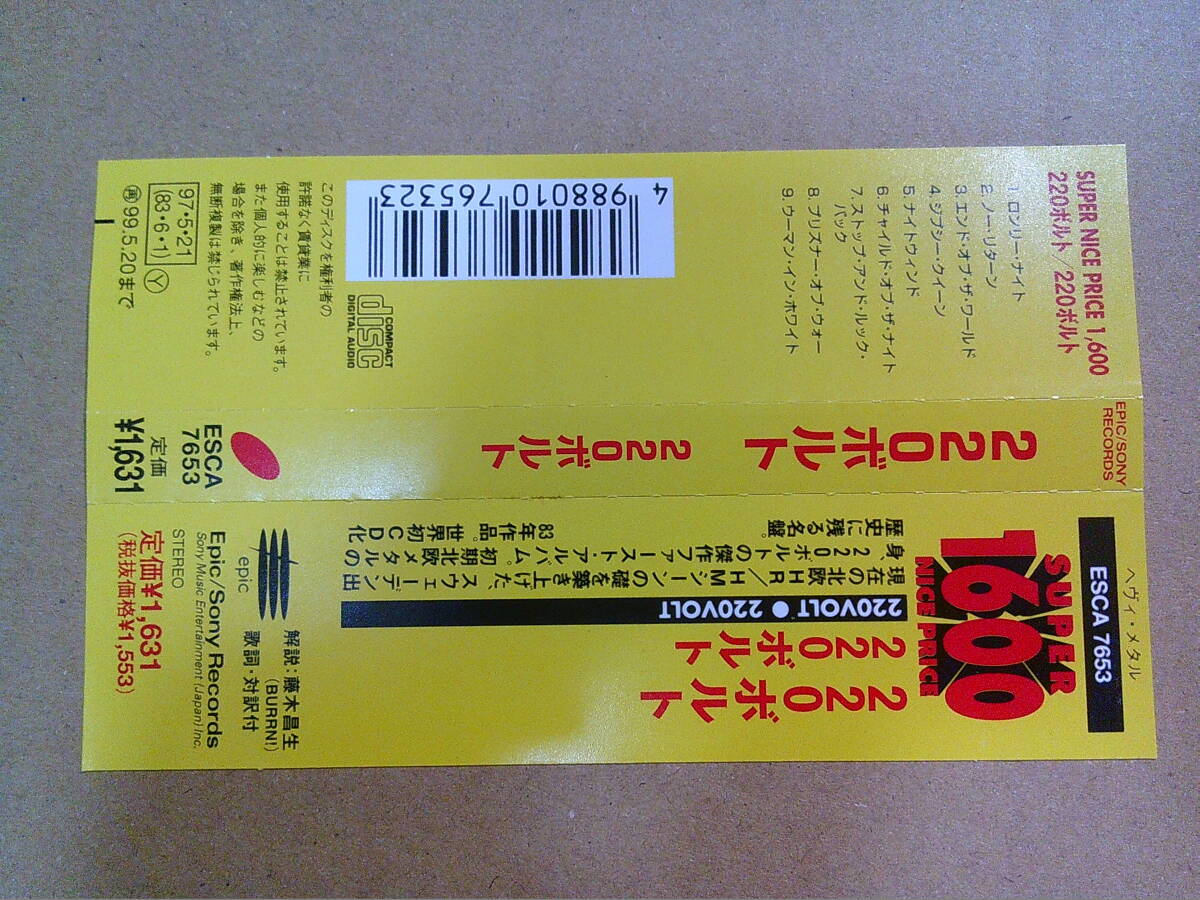 SUPER NICE PRICE 1,600
220ボルト/220ボルト
1.ロンリー・ナイト
2.ノー・リターン
3.エンド・オブ・ザ・ワールド
4.ジプシー・クイーン
5.ナイトウィンド
6.チャイルド・オブ・ザ・ナイト
7.ストップ・アンド・ルック・
バック
8.プリズナー・オブ・ウォー
9.ウーマン・イン・ホワイト
4 988010 765323
COMPACT
disc
DIGITAL AUDIO
このディスクを権利者の
許諾なく賃貸業に
使用することは禁止されています。
また個人的に楽しむなどの
場合を除き、著作権法上、
無断複製は禁じられています。
97・5・21
(83・6・1)
Y
再99.5.20まで
EPIC/SONY
RECORDS
220ボルト
220ボルト
ESCA
7653
定価
¥1,631
ヘヴィ・メタル
ESCA 7653
SUPER
1600
NICE PRICE
220ボルト
220ボルト
220VOLT ● 220VOLT
現在の北欧HR/HMシーンの礎を築き上げた、スウェーデン出
身、220ボルトの傑作ファースト・アルバム。初期北欧メタルの
歴史に残る名盤。
83年作品。世界初CD化
解説:藤木昌生
(BURRN!)
歌詞・対訳付
epic
Epic/Sony Records
Sony Music Entertainment (Japan) Inc.
STEREO
定価¥1,631
(税抜価格¥1,553)